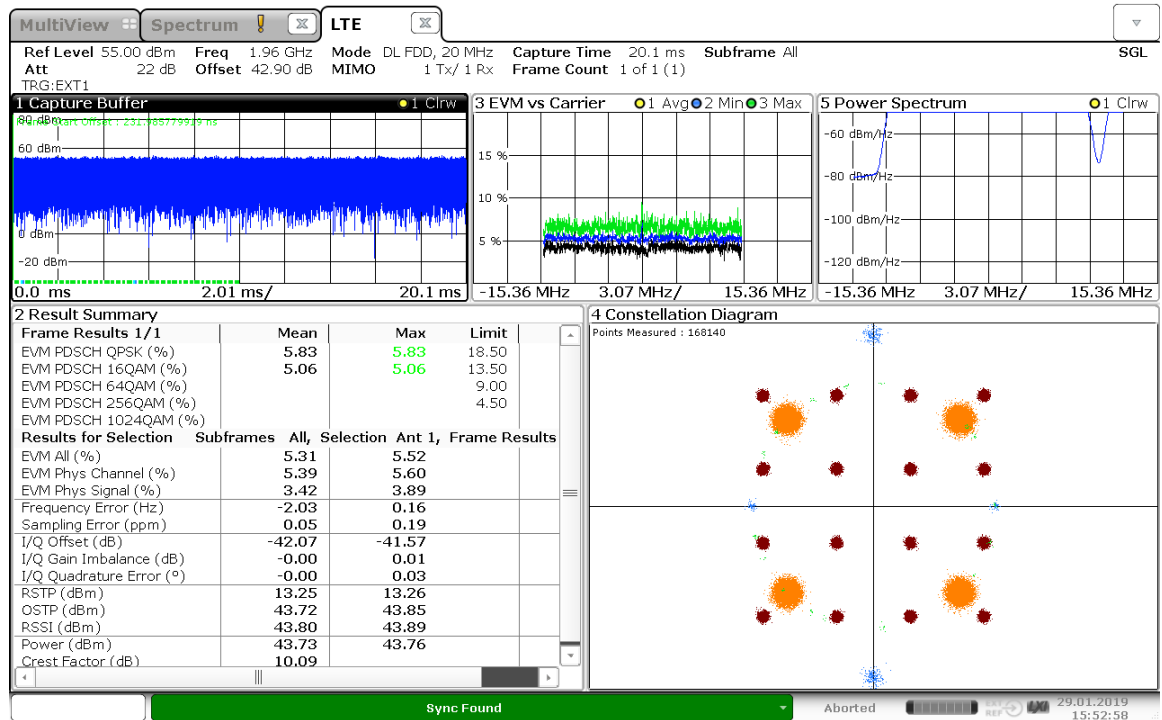 MultiView Spectrum ! LTE
Ref Level 55.00 dBm Freq 1.96 GHz Mode DL FDD, 20 MHz Capture Time 20.1 ms Subframe All SGL
Att 22 dB Offset 42.90 dB MIMO 1 Tx/ 1 Rx Frame Count 1 of 1 (1)
TRG:EXT1
1 Capture Buffer 1 Clrw
80 dBm
Frame Start Offset : 231.985779919 ns
60 dBm
0 dBm
-20 dBm
0.0 ms 2.01 ms/ 20.1 ms
3 EVM vs Carrier 1 Avg 2 Min 3 Max
15 %
10 %
5 %
-15.36 MHz 3.07 MHz/ 15.36 MHz
5 Power Spectrum 1 Clrw
-60 dBm/Hz
-80 dBm/Hz
-100 dBm/Hz
-120 dBm/Hz
-15.36 MHz 3.07 MHz/ 15.36 MHz
2 Result Summary
Frame Results 1/1 Mean Max Limit
EVM PDSCH QPSK (%) 5.83 5.83 18.50
EVM PDSCH 16QAM (%) 5.06 5.06 13.50
EVM PDSCH 64QAM (%) 9.00
EVM PDSCH 256QAM (%) 4.50
EVM PDSCH 1024QAM (%)
Results for Selection Subframes All, Selection Ant 1, Frame Results
EVM All (%) 5.31 5.52
EVM Phys Channel (%) 5.39 5.60
EVM Phys Signal (%) 3.42 3.89
Frequency Error (Hz) -2.03 0.16
Sampling Error (ppm) 0.05 0.19
I/Q Offset (dB) -42.07 -41.57
I/Q Gain Imbalance (dB) -0.00 0.01
I/Q Quadrature Error (°) -0.00 0.03
RSTP (dBm) 13.25 13.26
OSTP (dBm) 43.72 43.85
RSSI (dBm) 43.80 43.89
Power (dBm) 43.73 43.76
Crest Factor (dB) 10.09
4 Constellation Diagram
Points Measured : 168140
Sync Found
Aborted
EXT
REF
LXI
29.01.2019
15:52:58